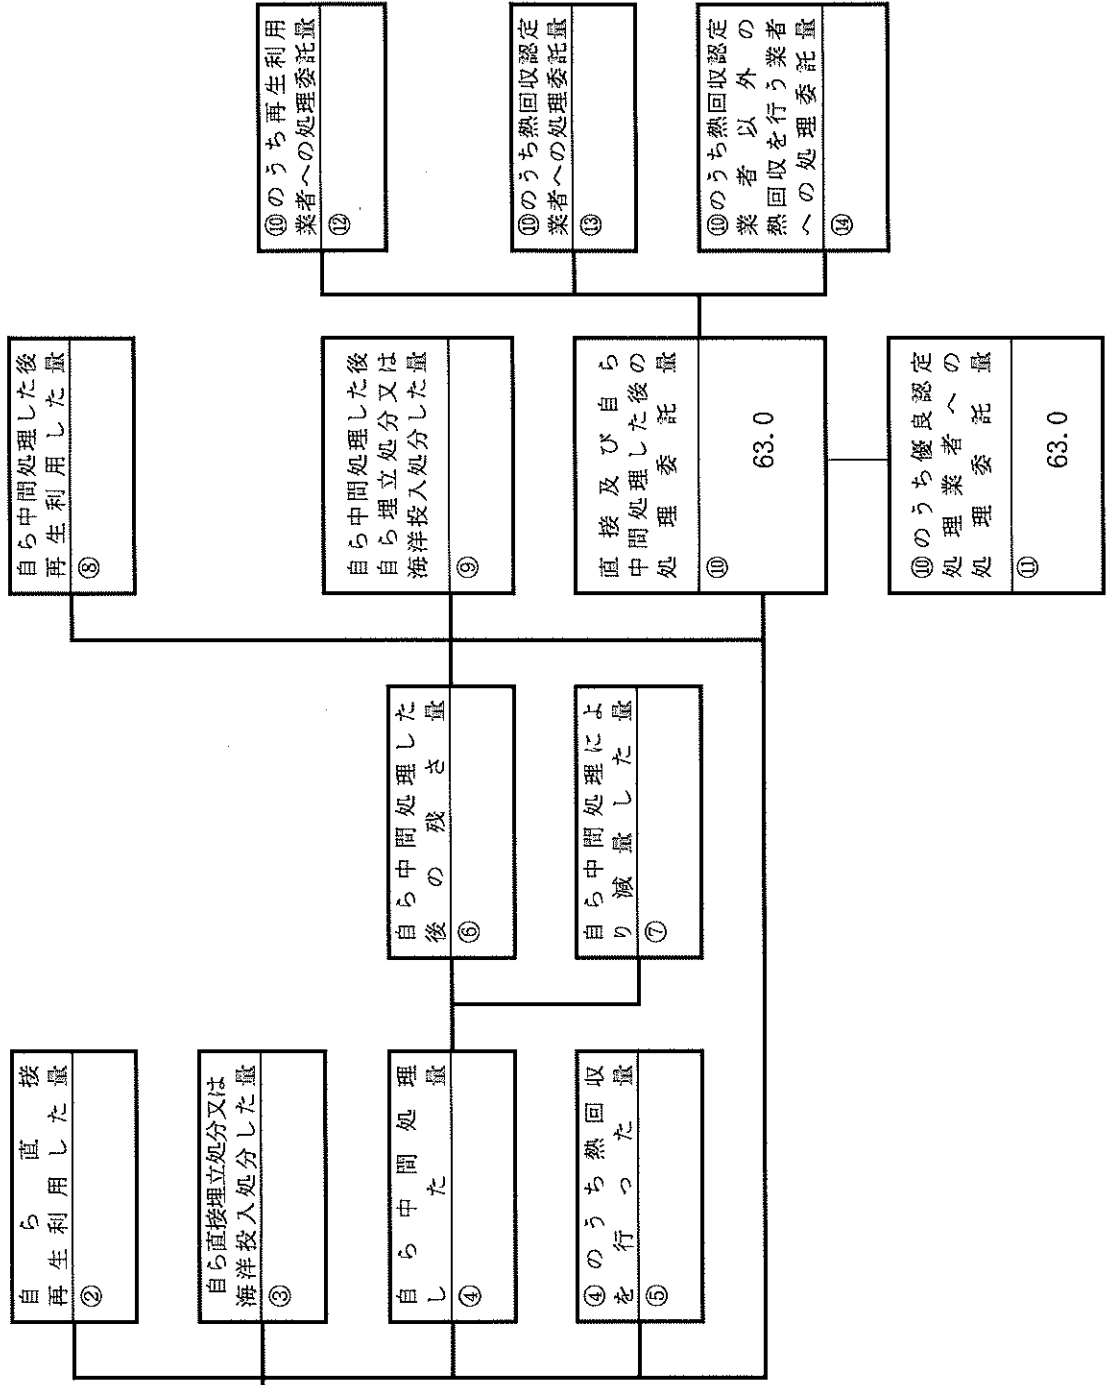 自ら直接
再生利用した量
②
自ら直接埋立処分又は
海洋投入処分した量
③
自ら中間処理
した量
④
④のうち熱回収
を行った量
⑤
自ら中間処理した
後の残さ量
⑥
自ら中間処理によ
り減量した量
⑦
自ら中間処理した後
再生利用した量
⑧
自ら中間処理した後
自ら埋立処分又は
海洋投入処分した量
⑨
直接及び自ら
中間処理した後の
処理委託量
⑩
63.0
⑩のうち優良認定
処理業者への
処理委託量
⑪
63.0
⑩のうち再生利用
業者への処理委託量
⑫
⑩のうち熱回収認定
業者への処理委託量
⑬
⑩のうち熱回収認定
業者以外の
熱回収を行う業者
への処理委託量
⑭